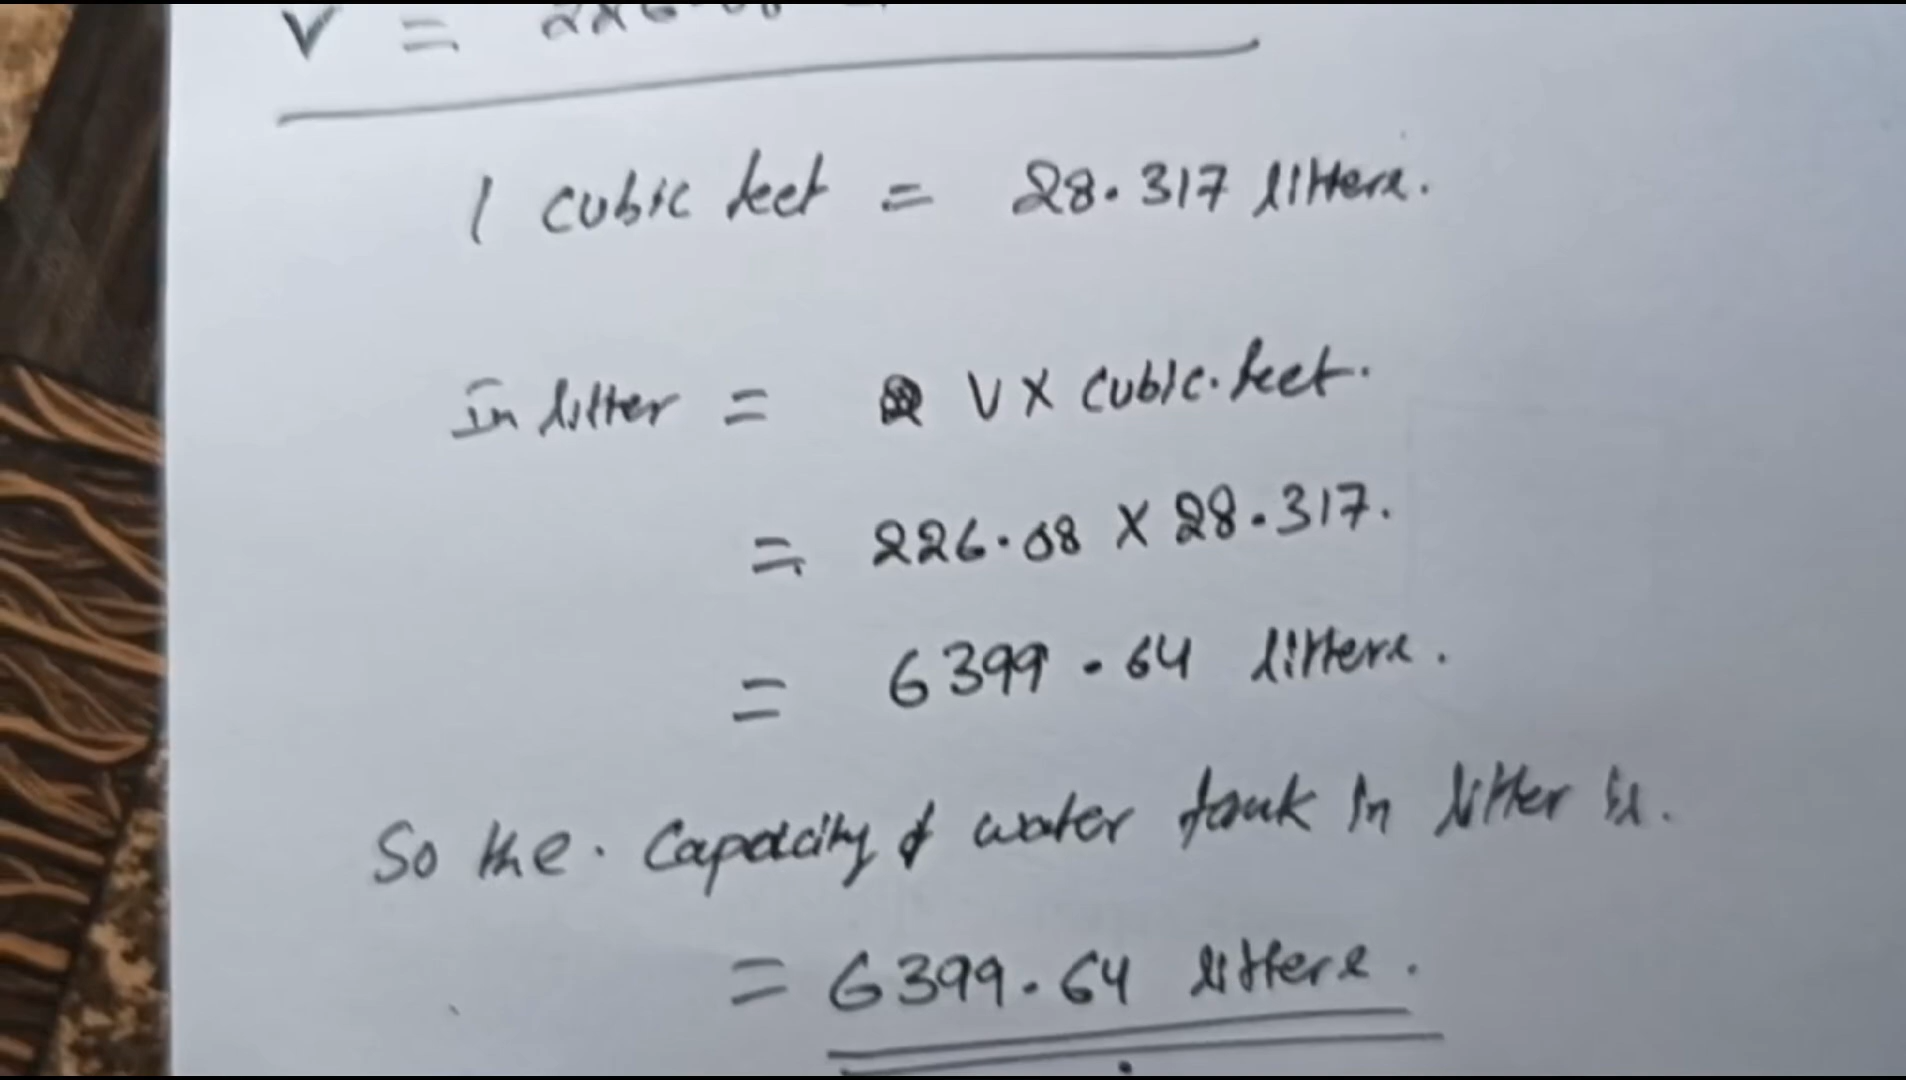 V =
1 cubic feet = 28.317 litters.
In litter = V X cubic.feet.
= 226.08 X 28.317.
= 6399.64 litters.
So the. Capacity of water tank in litter is.
= 6399.64 litters.